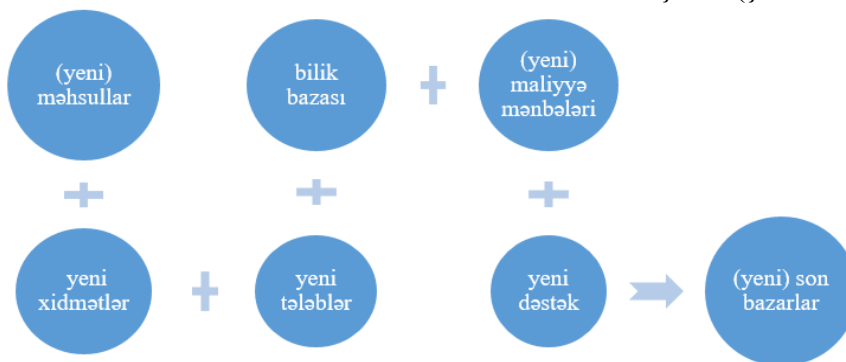 (yeni)
məhsullar
bilik
bazası
(yeni)
maliyyə
mənbələri
yeni
xidmətlər
yeni
tələblər
yeni
dəstək
(yeni) son
bazarlar